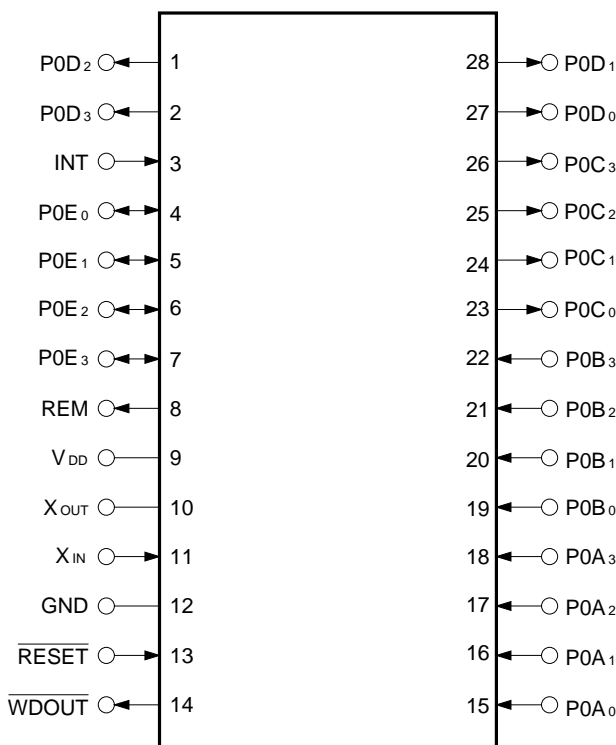 P0D2 1 28 P0D1
P0D3 2 27 P0D0
INT 3 26 P0C3
P0E0 4 25 P0C2
P0E1 5 24 P0C1
P0E2 6 23 P0C0
P0E3 7 22 P0B3
REM 8 21 P0B2
VDD 9 20 P0B1
XOUT 10 19 P0B0
XIN 11 18 P0A3
GND 12 17 P0A2
RESET 13 16 P0A1
WDOUT 14 15 P0A0